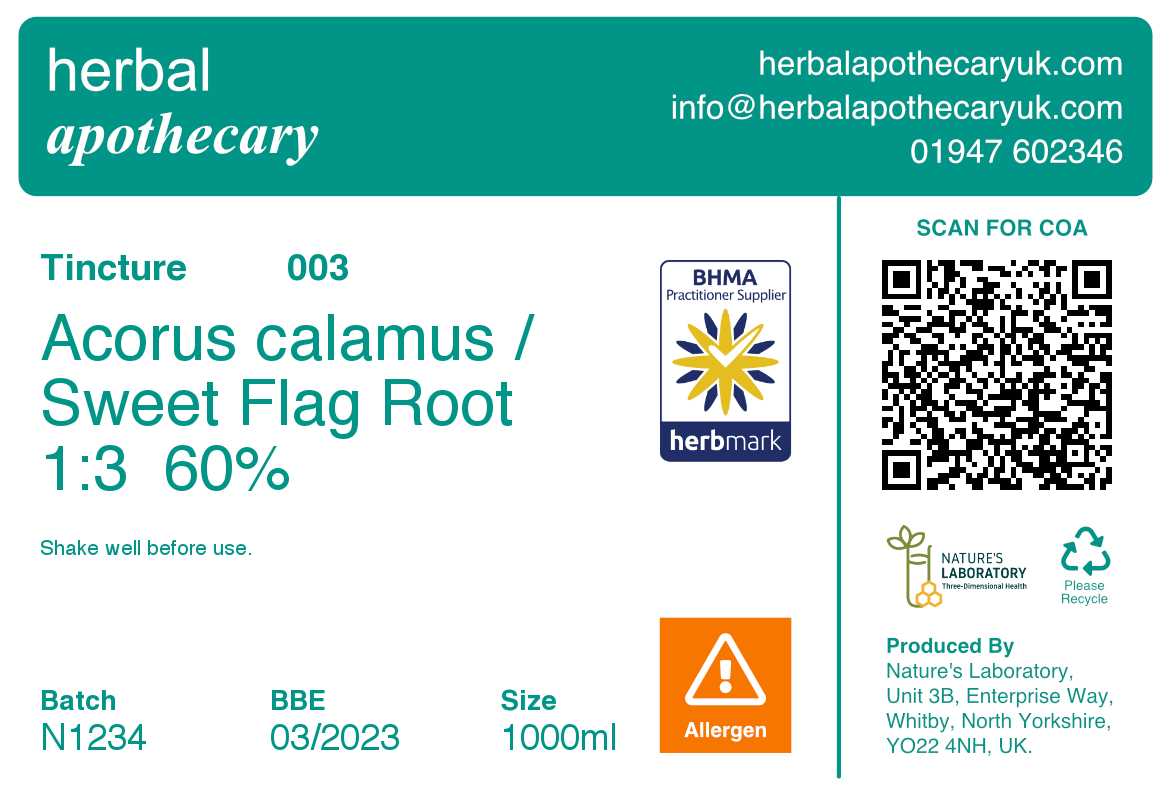 herbal
apothecary
herbalapothecaryuk.com
info@herbalapothecaryuk.com
01947 602346
Tincture 003
Acorus calamus /
Sweet Flag Root
1:3 60%
Shake well before use.
Batch BBE Size
N1234 03/2023 1000ml
BHMA
Practitioner Supplier
herbmark
Allergen
SCAN FOR COA
NATURE'S
LABORATORY
Three-Dimensional Health
Please
Recycle
Produced By
Nature's Laboratory,
Unit 3B, Enterprise Way,
Whitby, North Yorkshire,
YO22 4NH, UK.